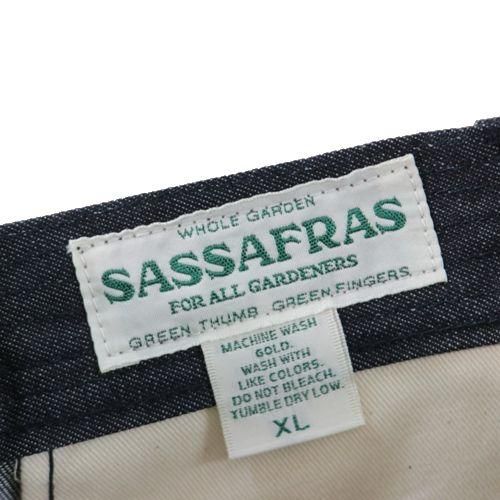 WHOLE GARDEN
SASSAFRAS
FOR ALL GARDENERS
GREEN THUMB . GREEN FINGERS
MACHINE WASH
GOLD.
WASH WITH
LIKE COLORS.
DO NOT BLEACH.
TUMBLE DRY LOW.
XL